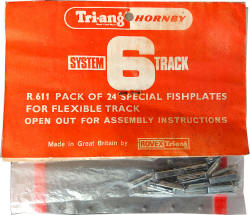 Tri-ang HORNBY
SYSTEM 6 TRACK
R.611 PACK OF 24 SPECIAL FISHPLATES
FOR FLEXIBLE TRACK
OPEN OUT FOR ASSEMBLY INSTRUCTIONS
Made in Great Britain by ROVEX Tri-ang